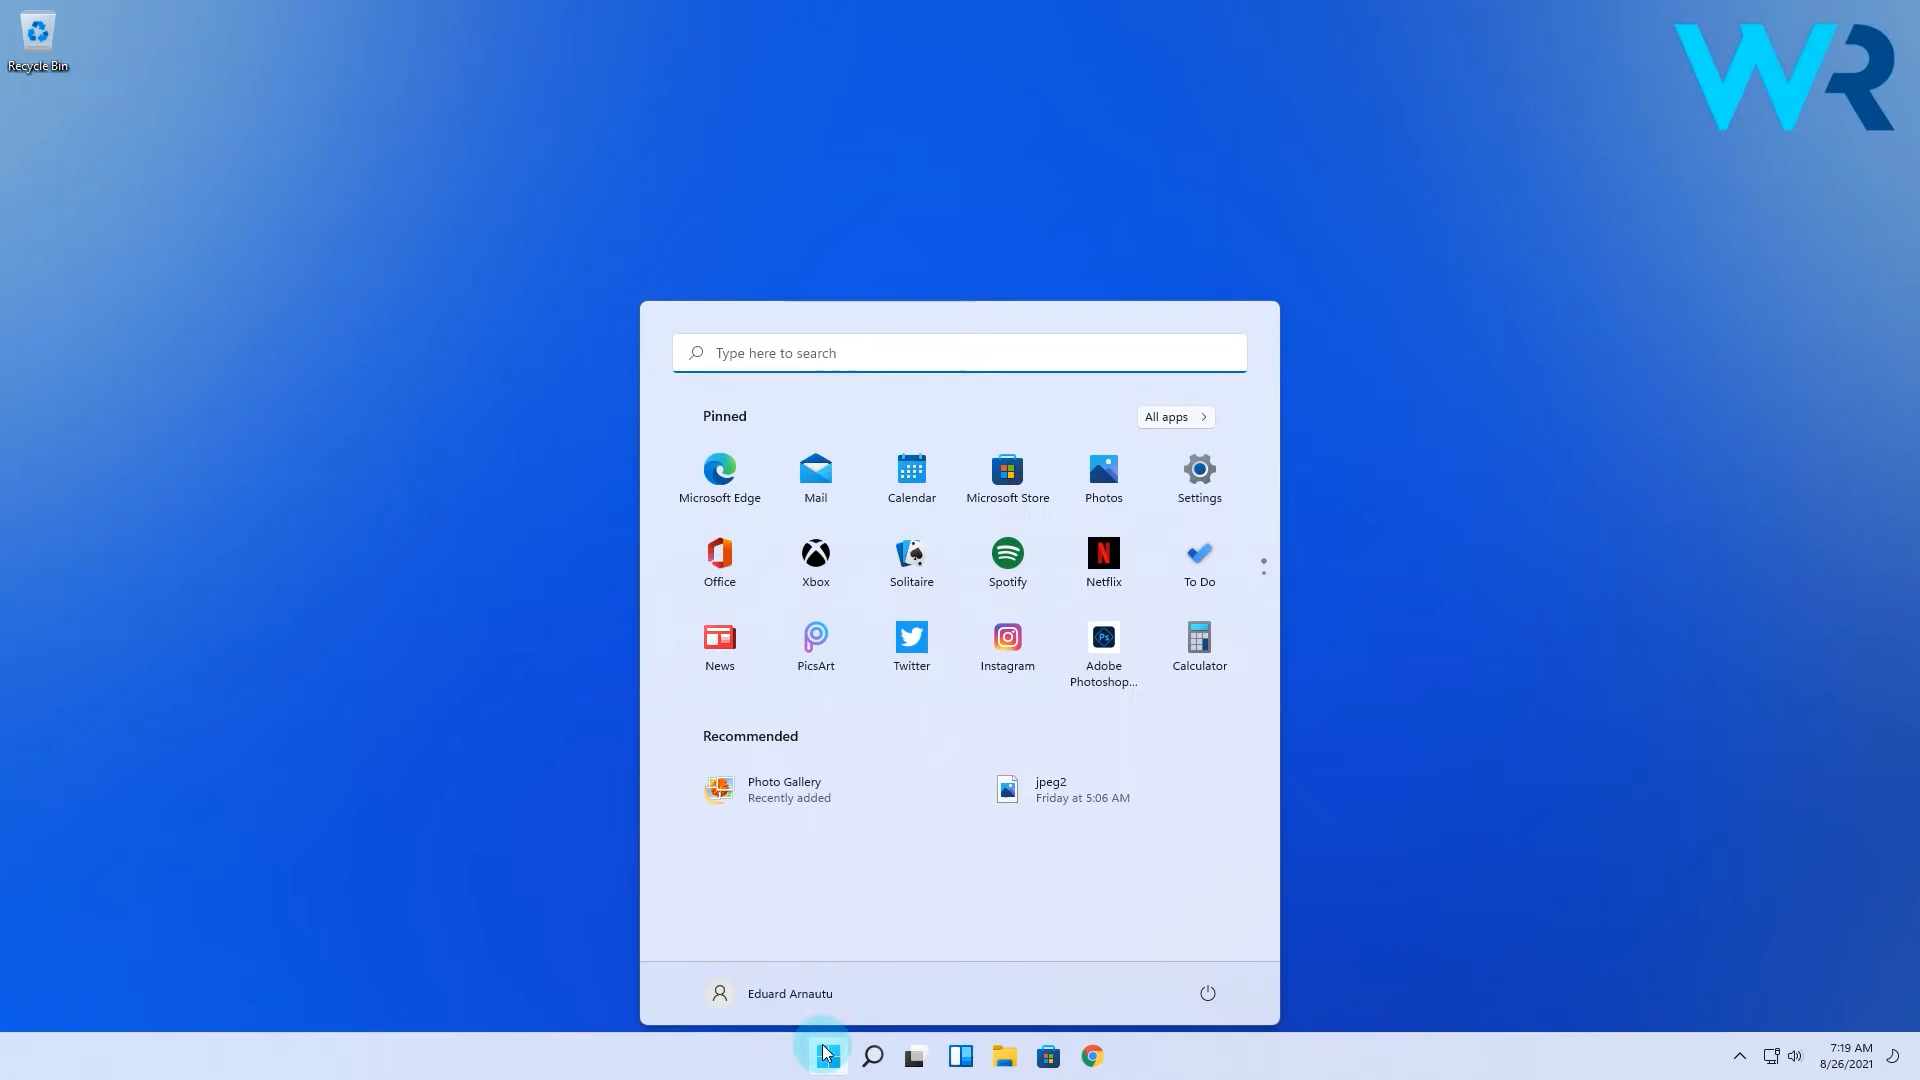 Recycle Bin
WR
Type here to search
Pinned
All apps
Microsoft Edge
Mail
Calendar
Microsoft Store
Photos
Settings
Office
Xbox
Solitaire
Spotify
Netflix
To Do
News
PicsArt
Twitter
Instagram
Adobe
Photoshop...
Calculator
Recommended
Photo Gallery
Recently added
jpeg2
Friday at 5:06 AM
Eduard Arnautu
7:19 AM
8/26/2021